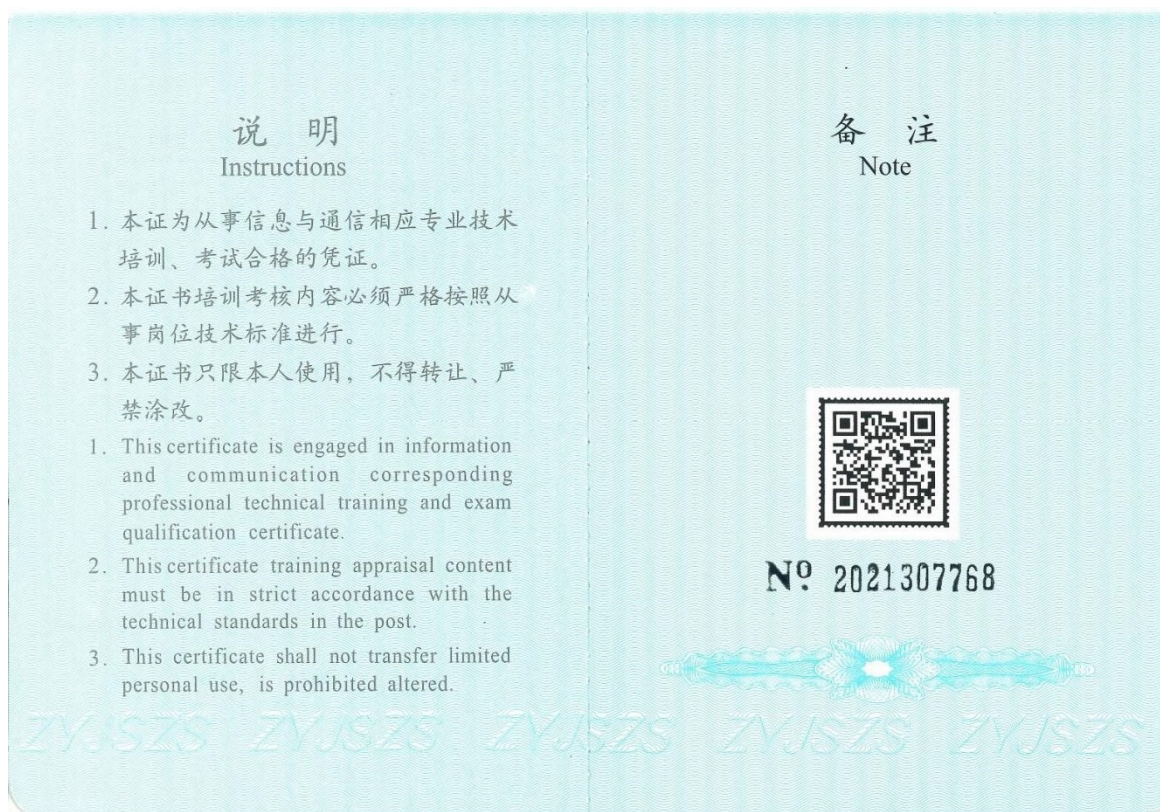 说 明
Instructions
1. 本证为从事信息与通信相应专业技术
培训、考试合格的凭证。
2. 本证书培训考核内容必须严格按照从
事岗位技术标准进行。
3. 本证书只限本人使用，不得转让、严
禁涂改。
1. This certificate is engaged in information
and communication corresponding
professional technical training and exam
qualification certificate.
2. This certificate training appraisal content
must be in strict accordance with the
technical standards in the post.
3. This certificate shall not transfer limited
personal use, is prohibited altered.
备 注
Note
Nº 2021307768
ZYJSZS ZYJSZS ZYJSZS ZYJSZS ZYJSZS